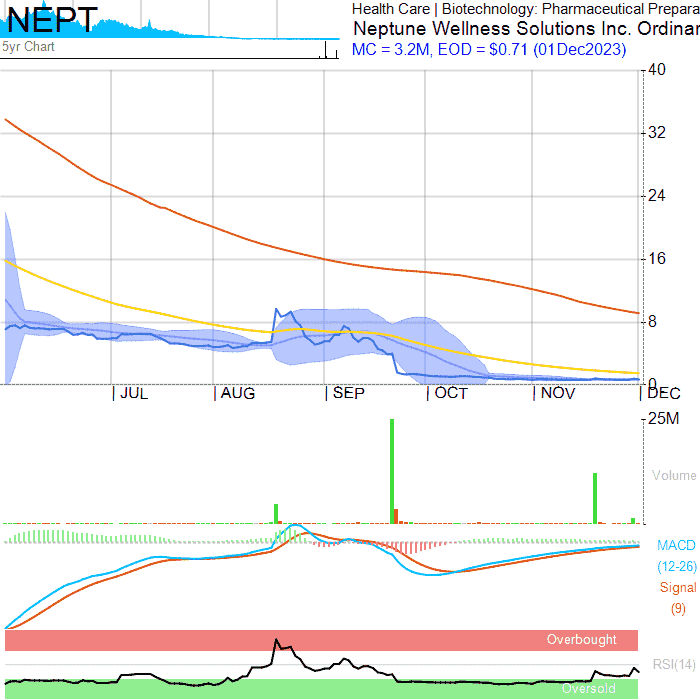 NEPT
5yr Chart
Health Care | Biotechnology: Pharmaceutical Prepara
Neptune Wellness Solutions Inc. Ordinar
MC = 3.2M, EOD = $0.71 (01Dec2023)
40
32
24
16
8
0
JUL AUG SEP OCT NOV DEC
25M
Volume
MACD
(12-26)
Signal
(9)
Overbought
RSI(14)
Oversold